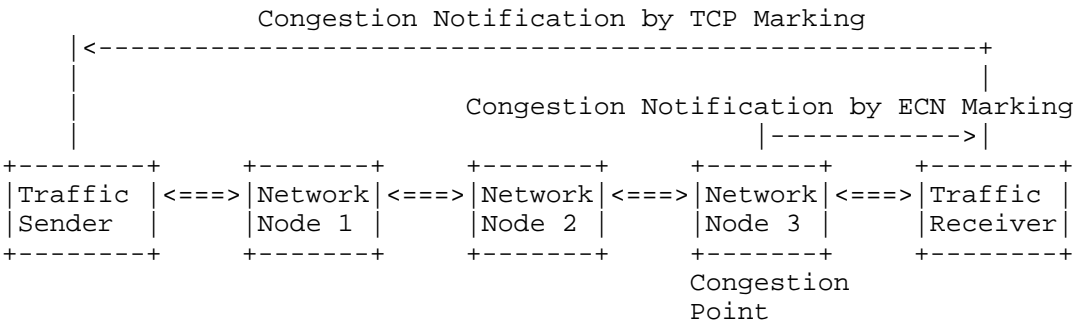 Congestion Notification by TCP Marking
Congestion Notification by ECN Marking
Traffic Network Network Network Traffic
Sender Node 1 Node 2 Node 3 Receiver
Congestion
Point